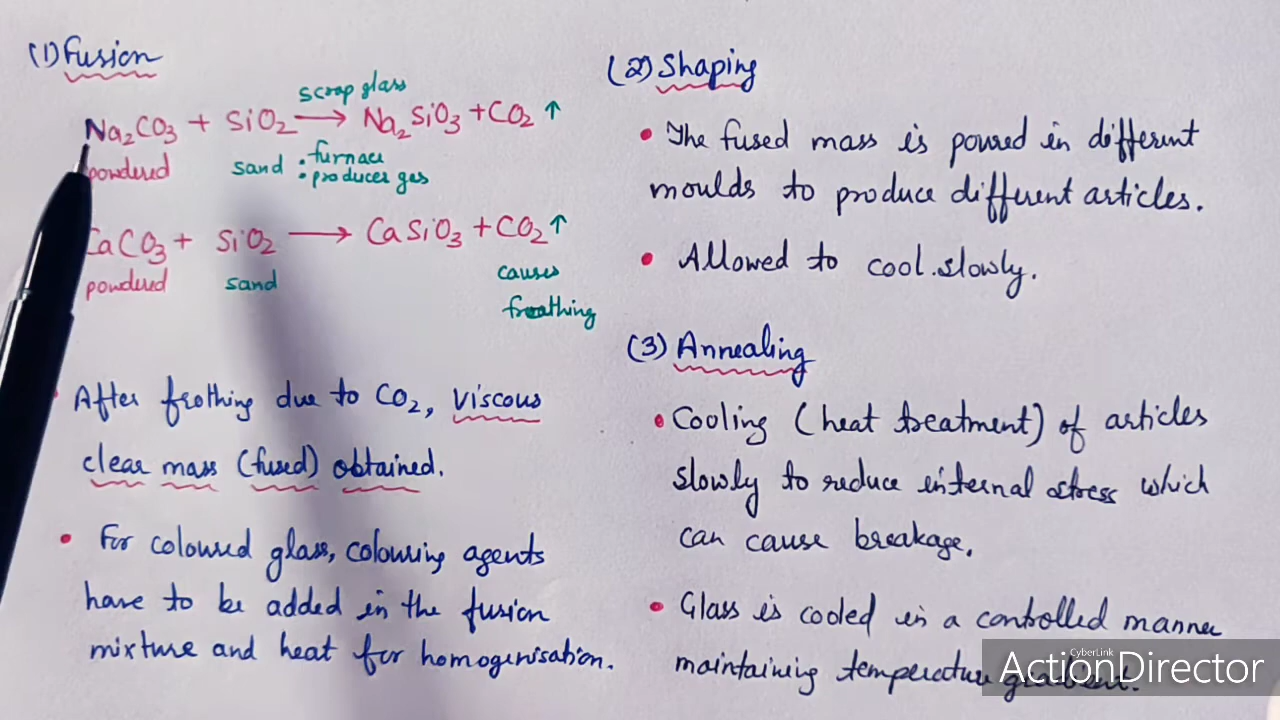 (1) Fusion
Na₂CO₃ + SiO₂ → Na₂SiO₃ + CO₂ ↑
scrap glass
powdered sand • furnace
• producer gas
CaCO₃ + SiO₂ → CaSiO₃ + CO₂ ↑
powdered sand causes
frothing
After frothing due to CO₂, viscous
clear mass (fused) obtained.
• For coloured glass, colouring agents
have to be added in the fusion
mixture and heat for homogenisation.
(2) Shaping
• The fused mass is poured in different
moulds to produce different articles.
• Allowed to cool slowly.
(3) Annealing
• Cooling (heat treatment) of articles
slowly to reduce internal stress which
can cause breakage.
• Glass is cooled in a controlled manner
maintaining temperature gradient.
CyberLink
ActionDirector